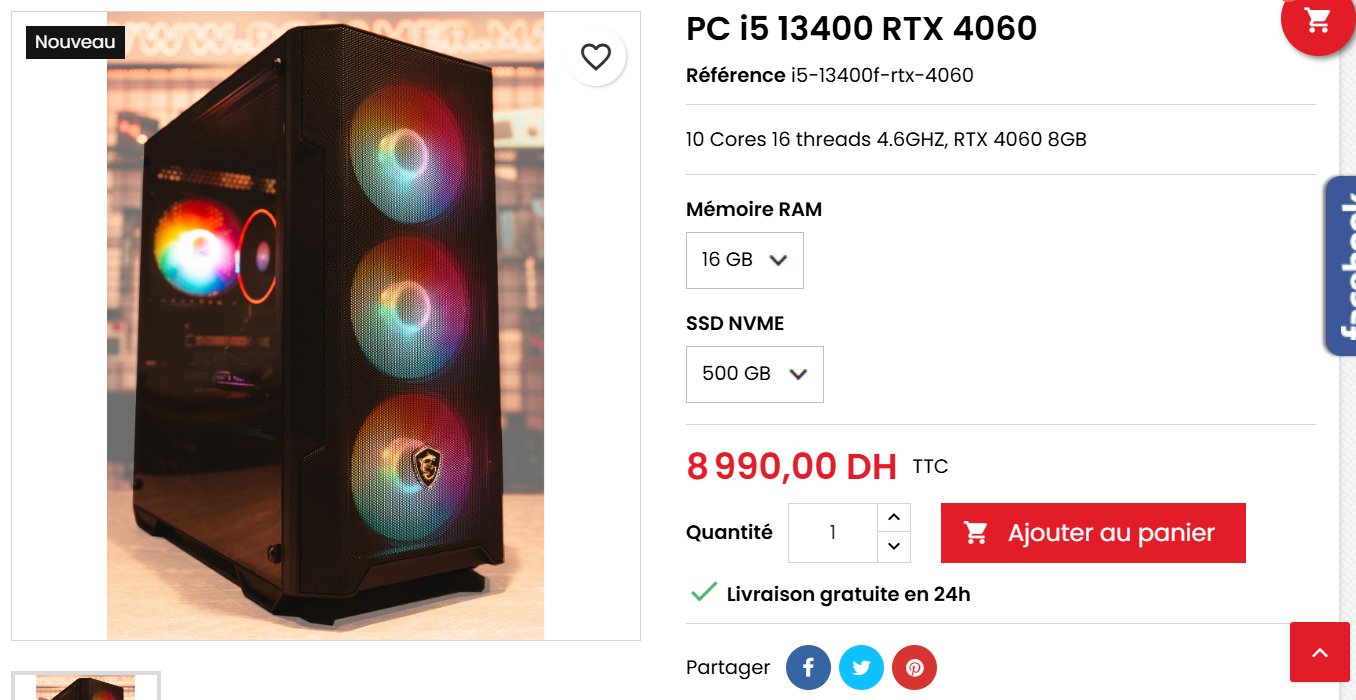 Nouveau
PC i5 13400 RTX 4060
Référence i5-13400f-rtx-4060
10 Cores 16 threads 4.6GHZ, RTX 4060 8GB
Mémoire RAM
16 GB
SSD NVME
500 GB
8 990,00 DH TTC
Quantité 1
Ajouter au panier
Livraison gratuite en 24h
Partager
facebook